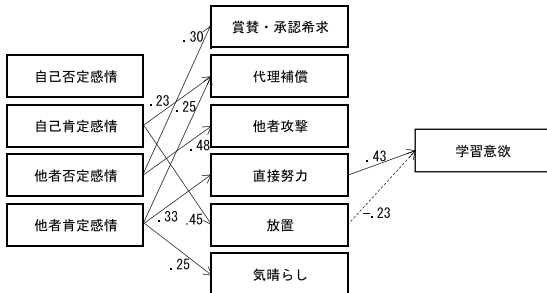 賞賛・承認希求
.30
自己否定感情
代理補償
.23
.25
自己肯定感情
他者攻撃
.48
.43
学習意欲
他者否定感情
直接努力
他者肯定感情
.33
.45
放置
-.23
.25
気晴らし